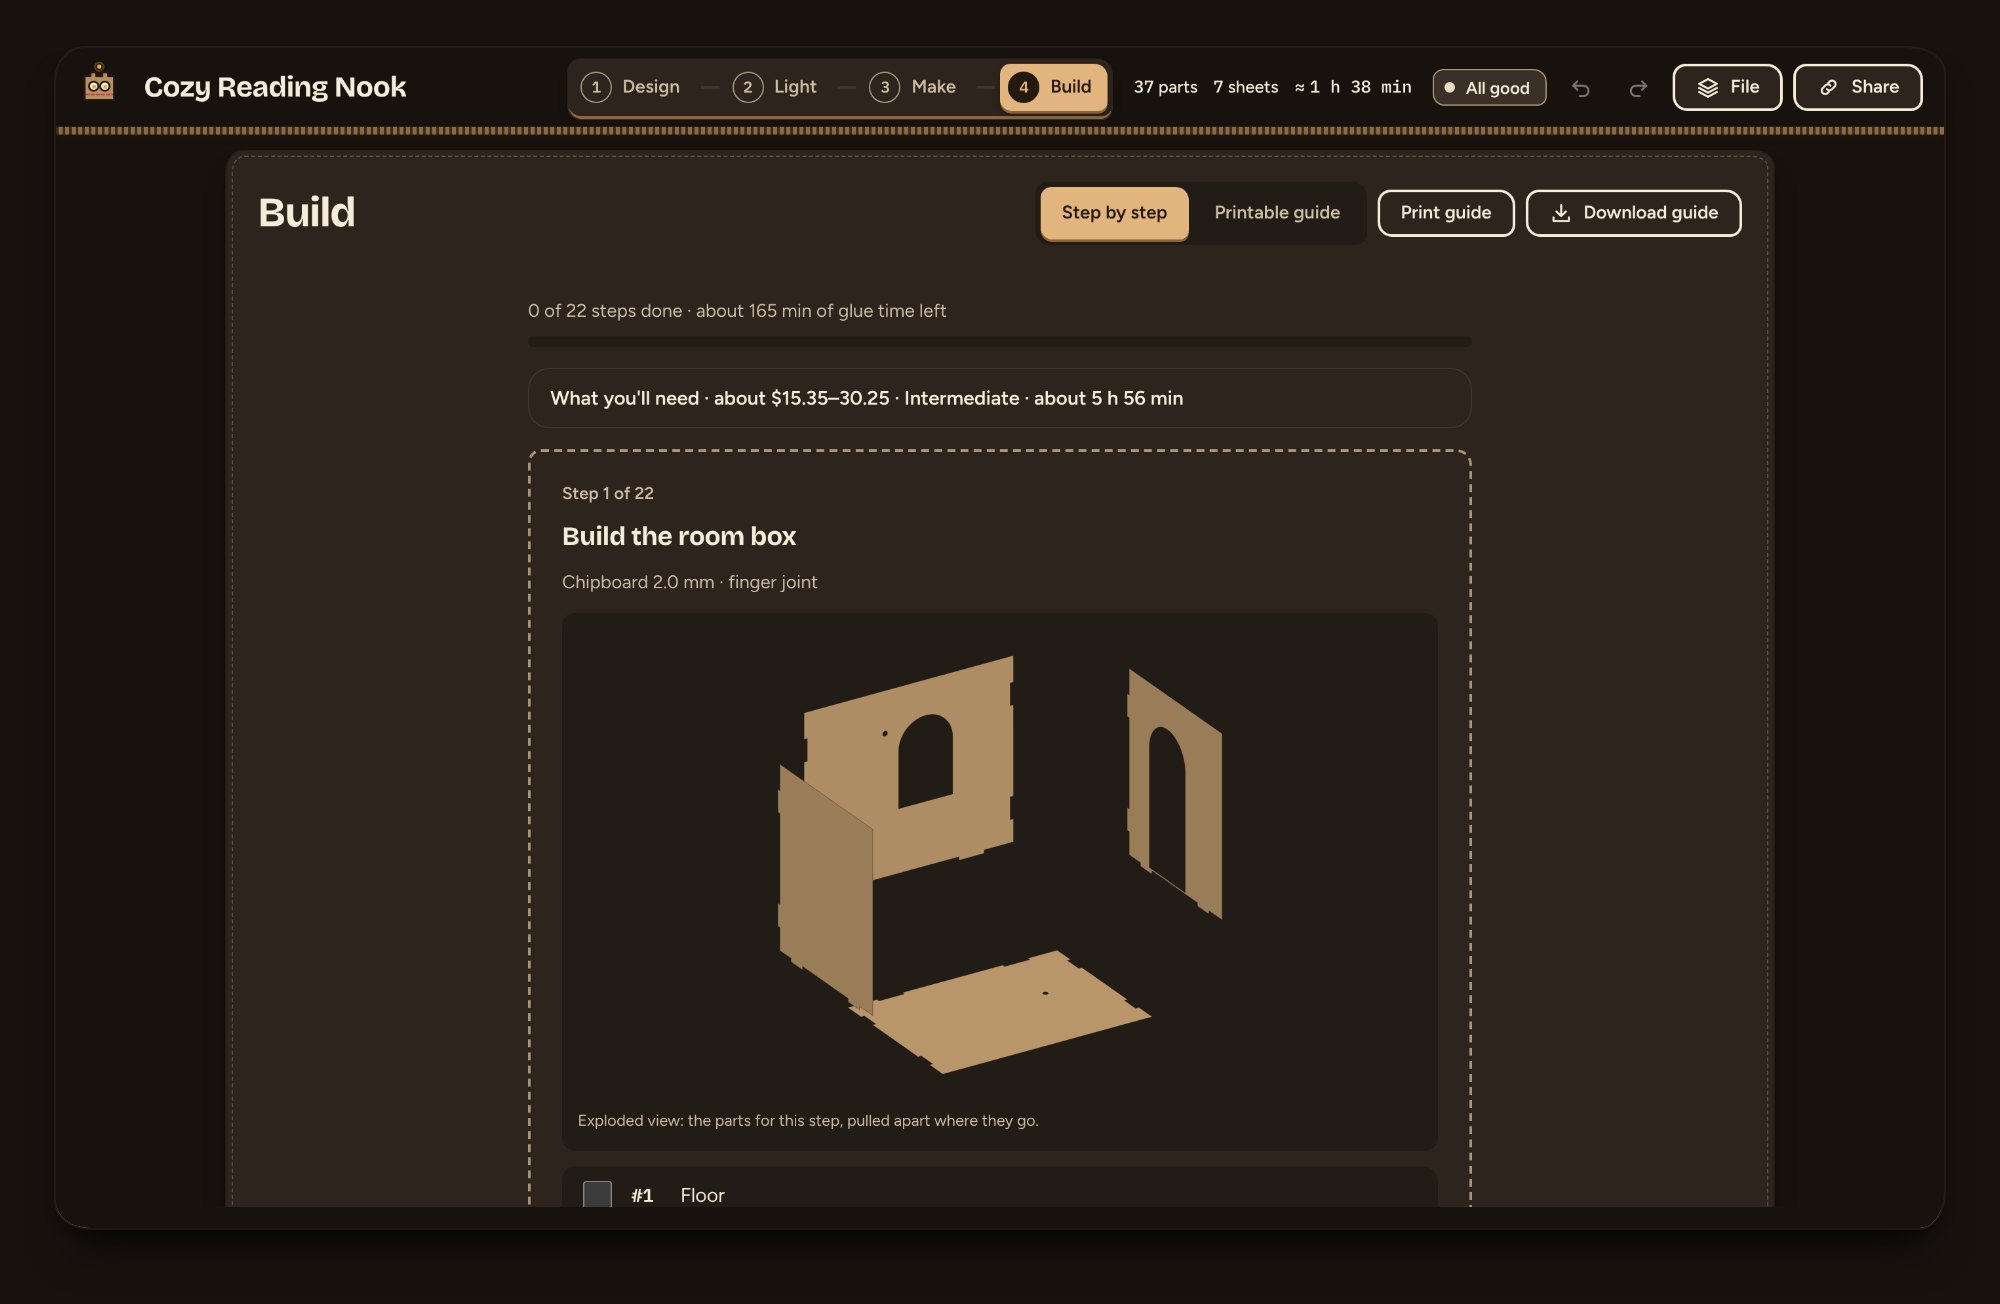 Cozy Reading Nook
1 Design 2 Light 3 Make 4 Build 37 parts 7 sheets ≈ 1 h 38 min All good File Share
Build
Step by step Printable guide Print guide Download guide
0 of 22 steps done · about 165 min of glue time left
What you'll need · about $15.35–30.25 · Intermediate · about 5 h 56 min
Step 1 of 22
Build the room box
Chipboard 2.0 mm · finger joint
Exploded view: the parts for this step, pulled apart where they go.
#1 Floor